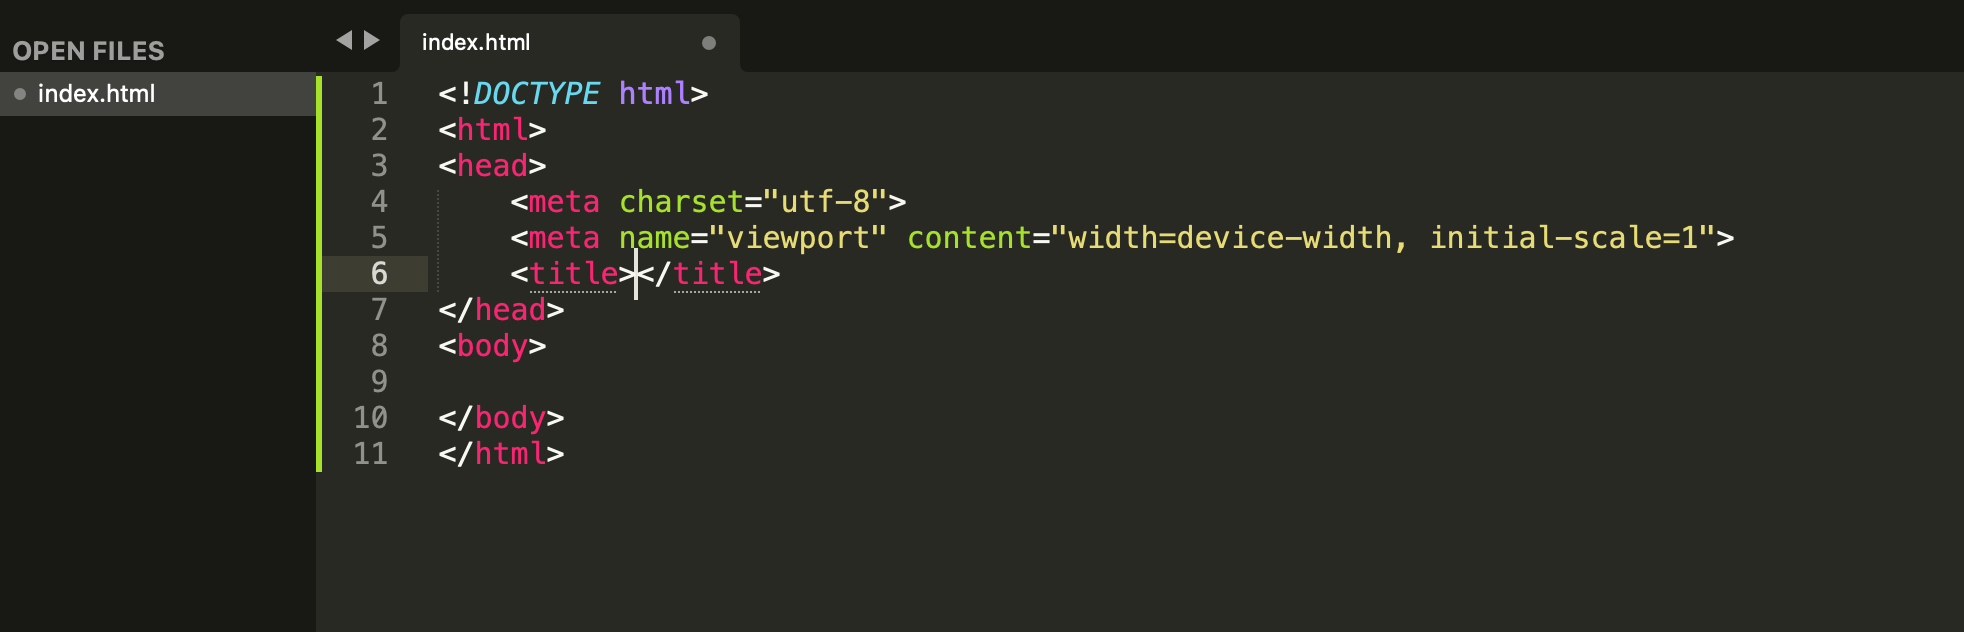 OPEN FILES
index.html
index.html
1 <!DOCTYPE html>
2 <html>
3 <head>
4     <meta charset="utf-8">
5     <meta name="viewport" content="width=device-width, initial-scale=1">
6     <title></title>
7 </head>
8 <body>
9
10 </body>
11 </html>